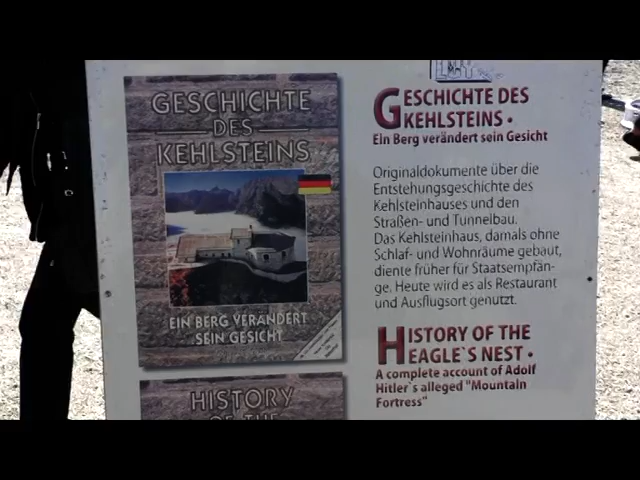 GESCHICHTE
DES
KEHLSTEINS
EIN BERG VERÄNDERT
SEIN GESICHT
HISTORY
OF THE
GESCHICHTE DES
KEHLSTEINS •
Ein Berg verändert sein Gesicht
Originaldokumente über die
Entstehungsgeschichte des
Kehlsteinhauses und den
Straßen- und Tunnelbau.
Das Kehlsteinhaus, damals ohne
Schlaf- und Wohnräume gebaut,
diente früher für Staatsempfän-
ge. Heute wird es als Restaurant
und Ausflugsort genutzt.
HISTORY OF THE
EAGLE`S NEST •
A complete account of Adolf
Hitler`s alleged "Mountain
Fortress"